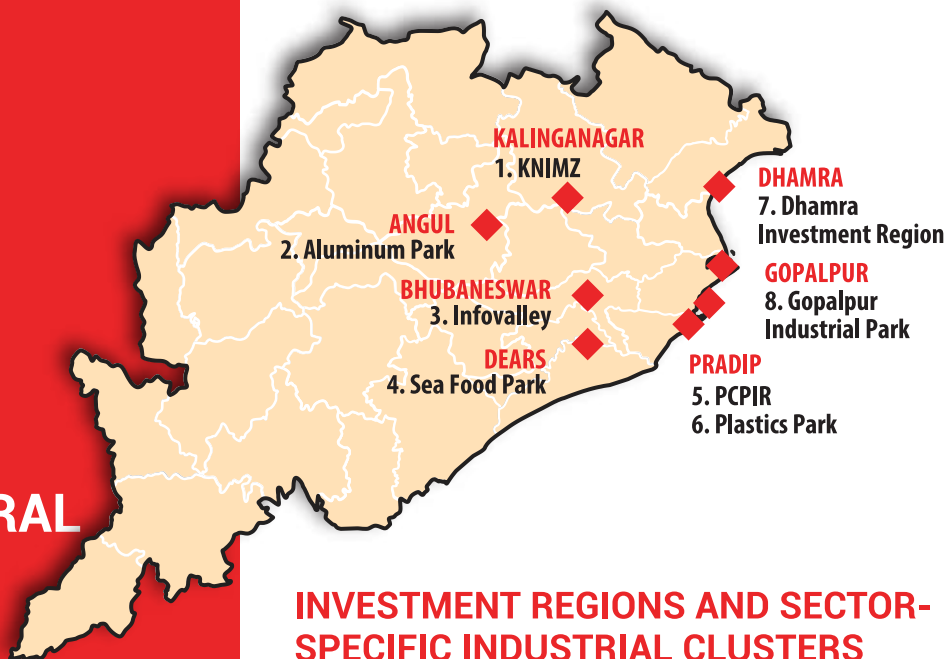 KALINGANAGAR
1. KNIMZ
ANGUL
2. Aluminum Park
BHUBANESWAR
3. Infovalley
DEARS
4. Sea Food Park
DHAMRA
7. Dhamra
Investment Region
GOPALPUR
8. Gopalpur
Industrial Park
PRADIP
5. PCPIR
6. Plastics Park
RAL
INVESTMENT REGIONS AND SECTOR-
SPECIFIC INDUSTRIAL CLUSTERS